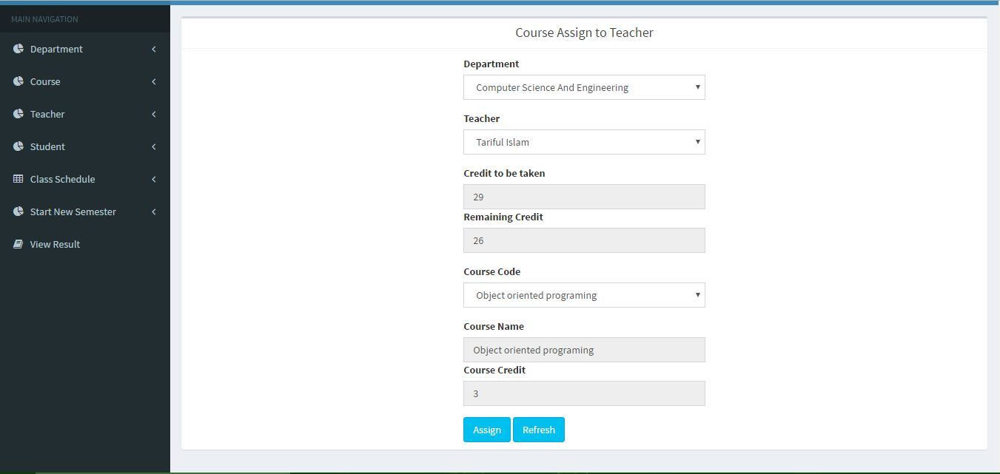 MAIN NAVIGATION
Department
Course
Teacher
Student
Class Schedule
Start New Semester
View Result
Course Assign to Teacher
Department
Computer Science And Engineering
Teacher
Tariful Islam
Credit to be taken
29
Remaining Credit
26
Course Code
Object oriented programing
Course Name
Object oriented programing
Course Credit
3
Assign Refresh